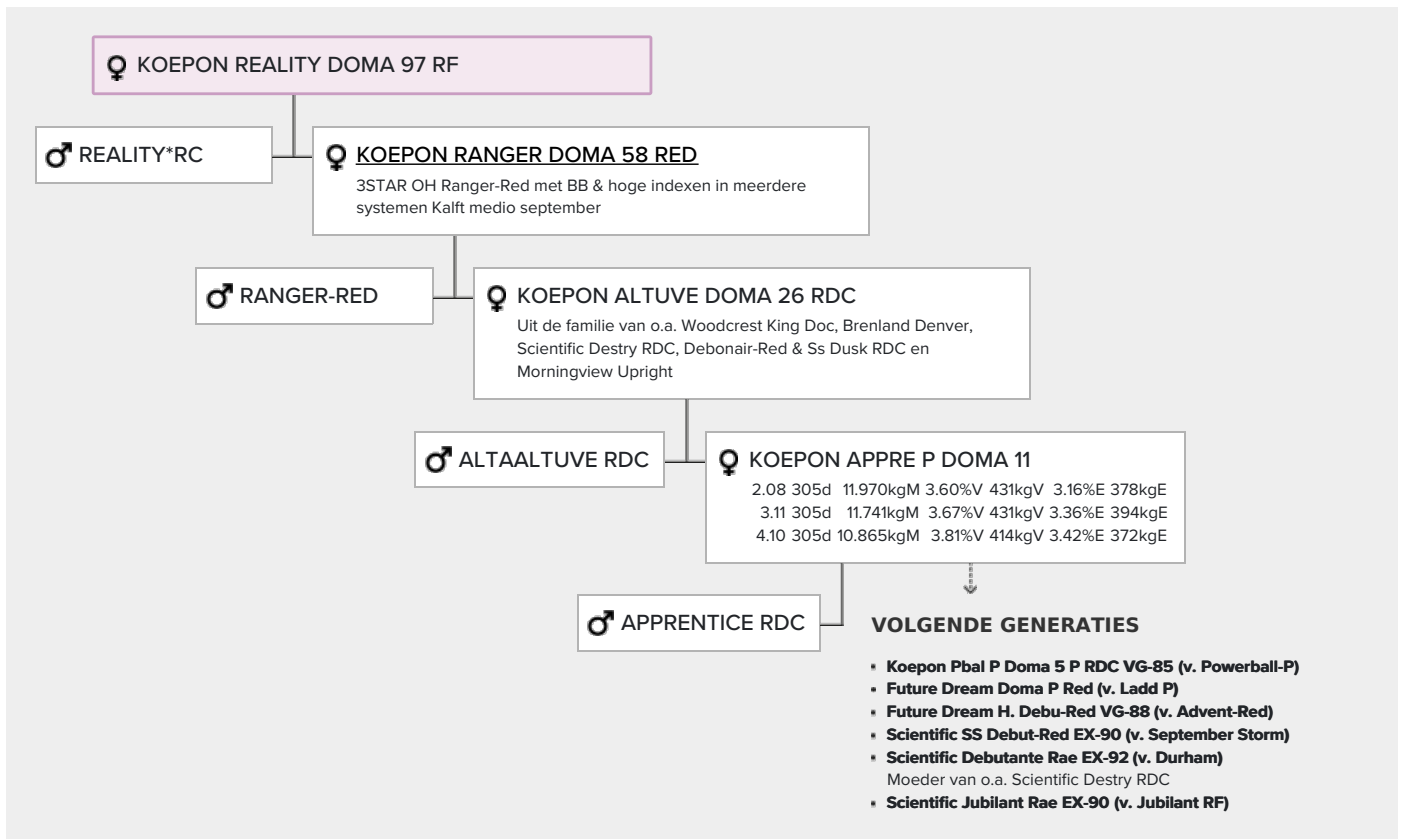 KOEPON REALITY DOMA 97 RF
REALITY*RC
KOEPON RANGER DOMA 58 RED
3STAR OH Ranger-Red met BB & hoge indexen in meerdere
systemen Kalft medio september
RANGER-RED
KOEPON ALTUVE DOMA 26 RDC
Uit de familie van o.a. Woodcrest King Doc, Brenland Denver,
Scientific Destry RDC, Debonair-Red & Ss Dusk RDC en
Morningview Upright
ALTAALTUVE RDC
KOEPON APPRE P DOMA 11
2.08 305d 11.970kgM 3.60%V 431kgV 3.16%E 378kgE
3.11 305d 11.741kgM 3.67%V 431kgV 3.36%E 394kgE
4.10 305d 10.865kgM 3.81%V 414kgV 3.42%E 372kgE
APPRENTICE RDC
VOLGENDE GENERATIES
Koepon Pbal P Doma 5 P RDC VG-85 (v. Powerball-P)
Future Dream Doma P Red (v. Ladd P)
Future Dream H. Debu-Red VG-88 (v. Advent-Red)
Scientific SS Debut-Red EX-90 (v. September Storm)
Scientific Debutante Rae EX-92 (v. Durham)
Moeder van o.a. Scientific Destry RDC
Scientific Jubilant Rae EX-90 (v. Jubilant RF)